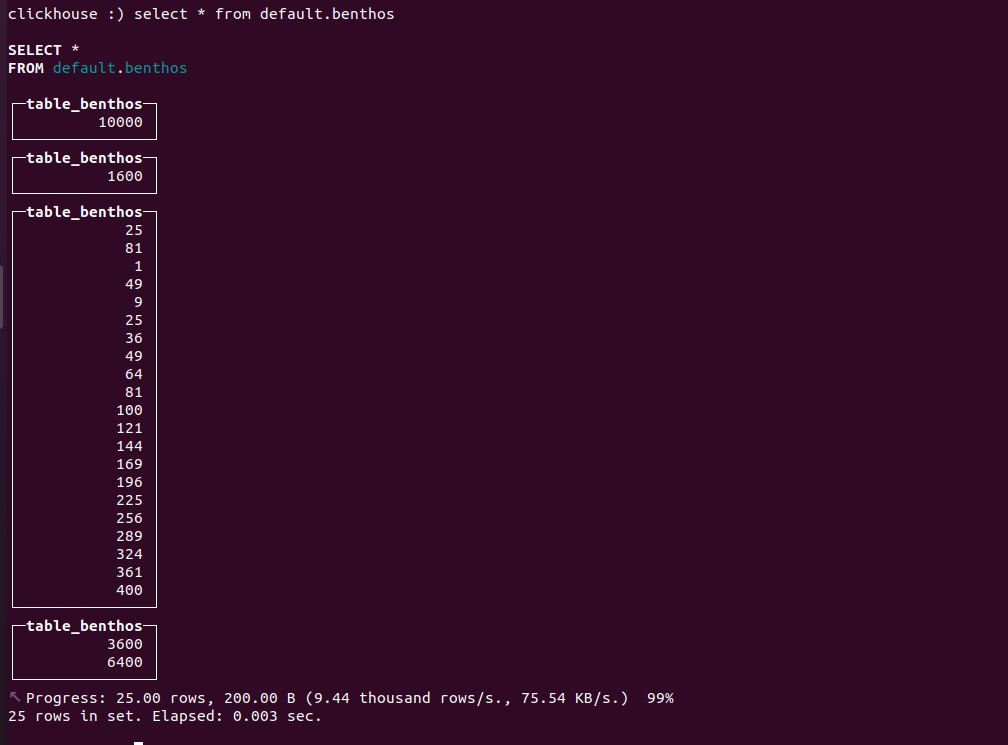 clickhouse :) select * from default.benthos
SELECT *
FROM default.benthos
table_benthos
10000
table_benthos
1600
table_benthos
25
81
1
49
9
25
36
49
64
81
100
121
144
169
196
225
256
289
324
361
400
table_benthos
3600
6400
↖ Progress: 25.00 rows, 200.00 B (9.44 thousand rows/s., 75.54 KB/s.)  99%
25 rows in set. Elapsed: 0.003 sec.